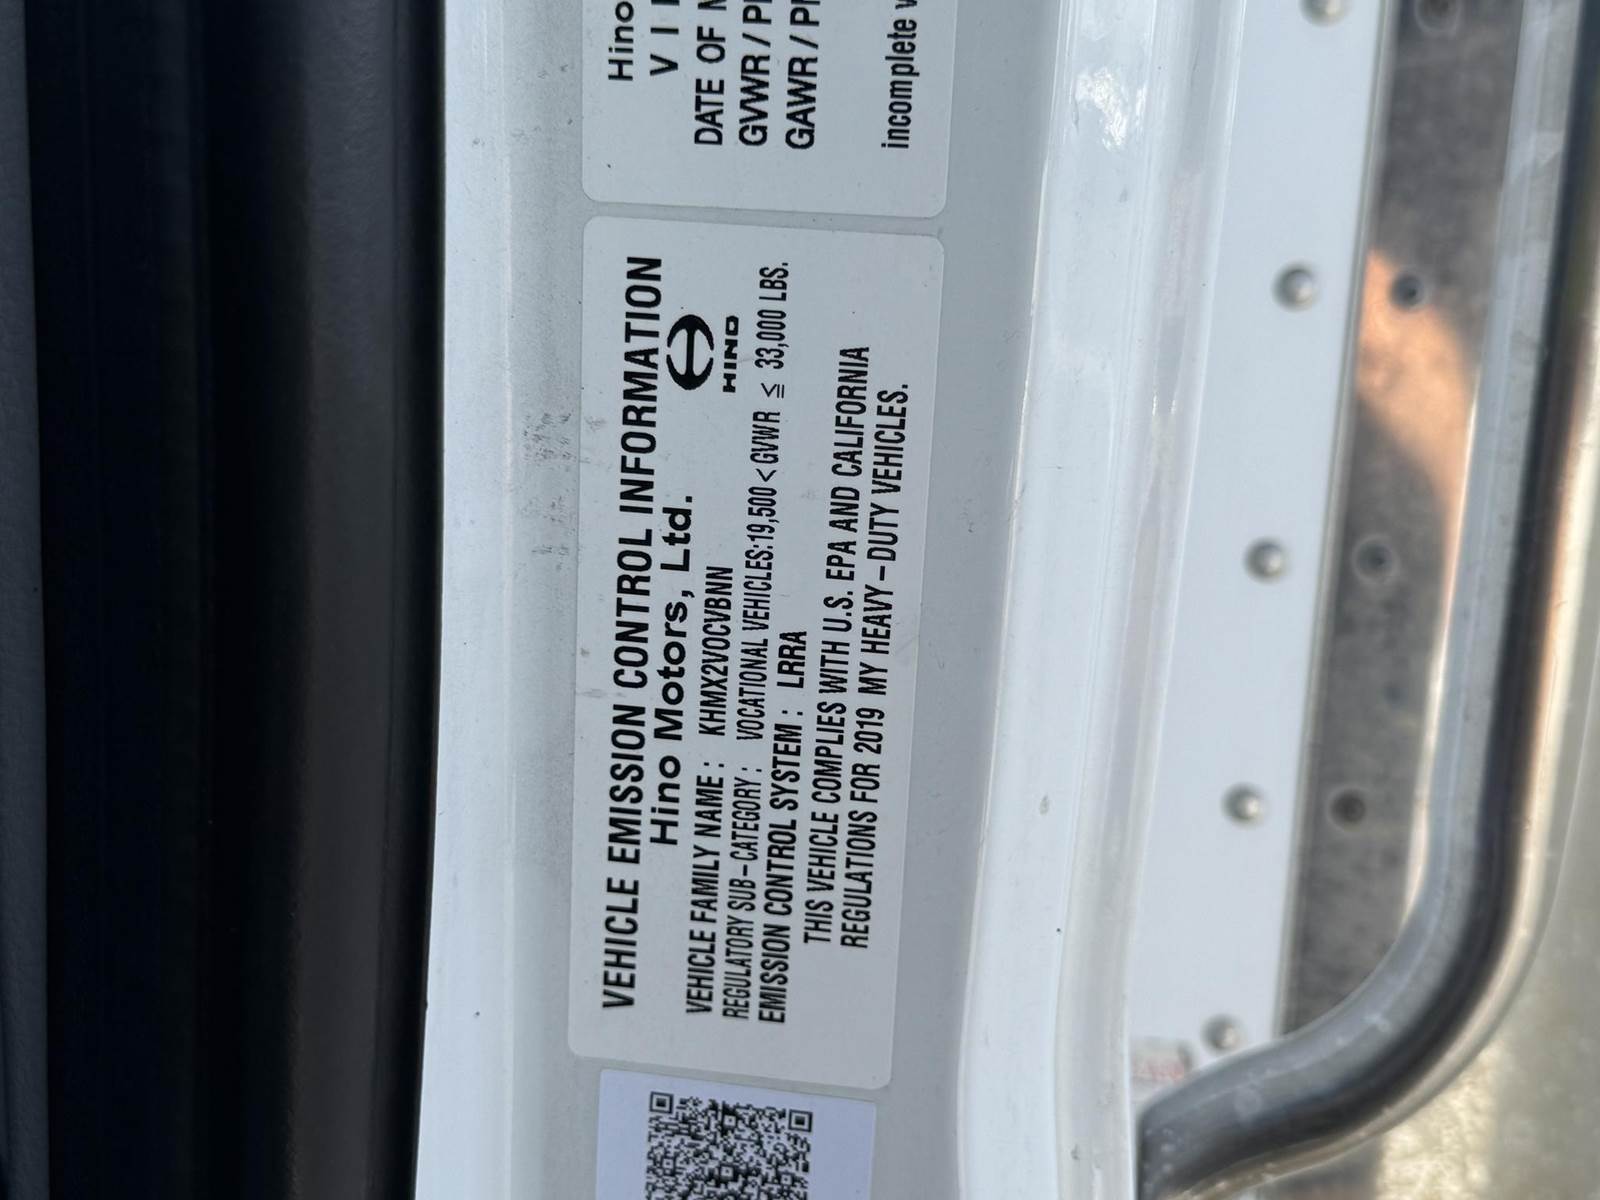 Hino
VI
DATE OF
GVWR / 
GAWR / 
incomplete
VEHICLE EMISSION CONTROL INFORMATION
Hino Motors, Ltd.
HINO
VEHICLE FAMILY NAME : KHMX2VOCVBNN
REGULATORY SUB-CATEGORY : VOCATIONAL VEHICLES:19,500<GVWR ≦ 33,000 LBS.
EMISSION CONTROL SYSTEM : LRRA
THIS VEHICLE COMPLIES WITH U.S. EPA AND CALIFORNIA
REGULATIONS FOR 2019 MY HEAVY-DUTY VEHICLES.